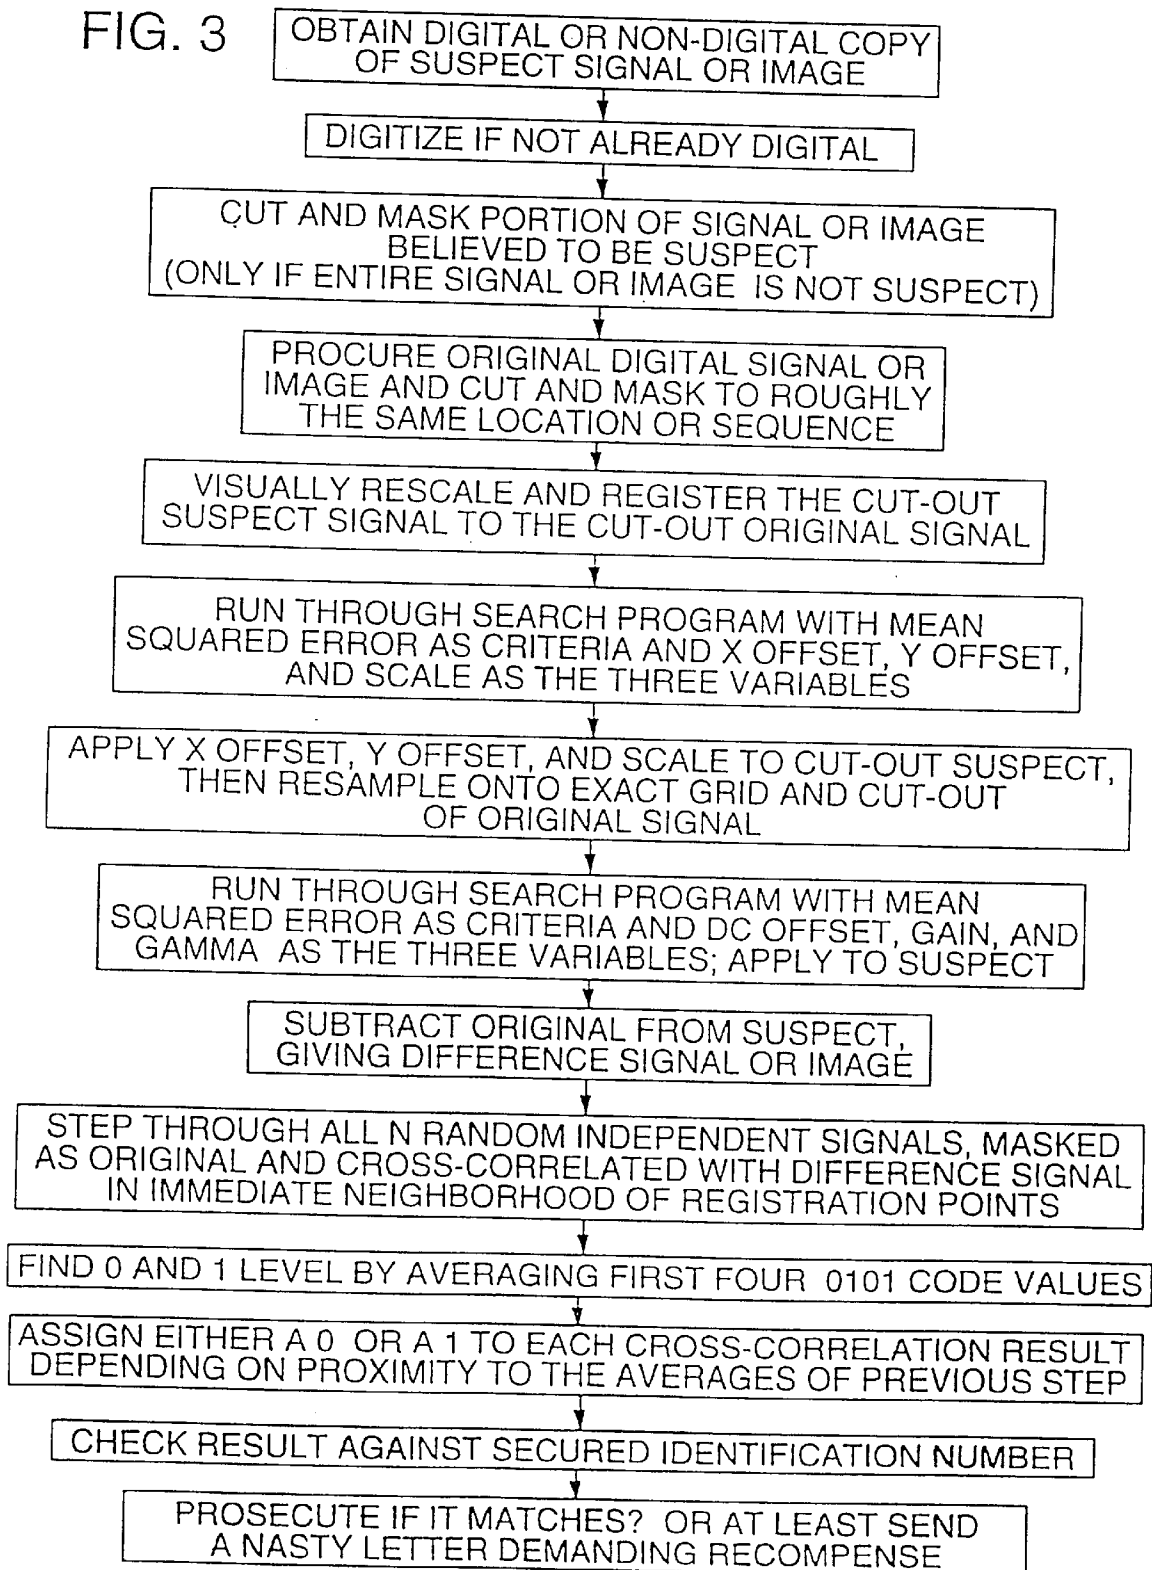 FIG. 3
OBTAIN DIGITAL OR NON-DIGITAL COPY
OF SUSPECT SIGNAL OR IMAGE
DIGITIZE IF NOT ALREADY DIGITAL
CUT AND MASK PORTION OF SIGNAL OR IMAGE
BELIEVED TO BE SUSPECT
(ONLY IF ENTIRE SIGNAL OR IMAGE IS NOT SUSPECT)
PROCURE ORIGINAL DIGITAL SIGNAL OR
IMAGE AND CUT AND MASK TO ROUGHLY
THE SAME LOCATION OR SEQUENCE
VISUALLY RESCALE AND REGISTER THE CUT-OUT
SUSPECT SIGNAL TO THE CUT-OUT ORIGINAL SIGNAL
RUN THROUGH SEARCH PROGRAM WITH MEAN
SQUARED ERROR AS CRITERIA AND X OFFSET, Y OFFSET,
AND SCALE AS THE THREE VARIABLES
APPLY X OFFSET, Y OFFSET, AND SCALE TO CUT-OUT SUSPECT,
THEN RESAMPLE ONTO EXACT GRID AND CUT-OUT
OF ORIGINAL SIGNAL
RUN THROUGH SEARCH PROGRAM WITH MEAN
SQUARED ERROR AS CRITERIA AND DC OFFSET, GAIN, AND
GAMMA AS THE THREE VARIABLES; APPLY TO SUSPECT
SUBTRACT ORIGINAL FROM SUSPECT,
GIVING DIFFERENCE SIGNAL OR IMAGE
STEP THROUGH ALL N RANDOM INDEPENDENT SIGNALS, MASKED
AS ORIGINAL AND CROSS-CORRELATED WITH DIFFERENCE SIGNAL
IN IMMEDIATE NEIGHBORHOOD OF REGISTRATION POINTS
FIND 0 AND 1 LEVEL BY AVERAGING FIRST FOUR 0101 CODE VALUES
ASSIGN EITHER A 0 OR A 1 TO EACH CROSS-CORRELATION RESULT
DEPENDING ON PROXIMITY TO THE AVERAGES OF PREVIOUS STEP
CHECK RESULT AGAINST SECURED IDENTIFICATION NUMBER
PROSECUTE IF IT MATCHES? OR AT LEAST SEND
A NASTY LETTER DEMANDING RECOMPENSE